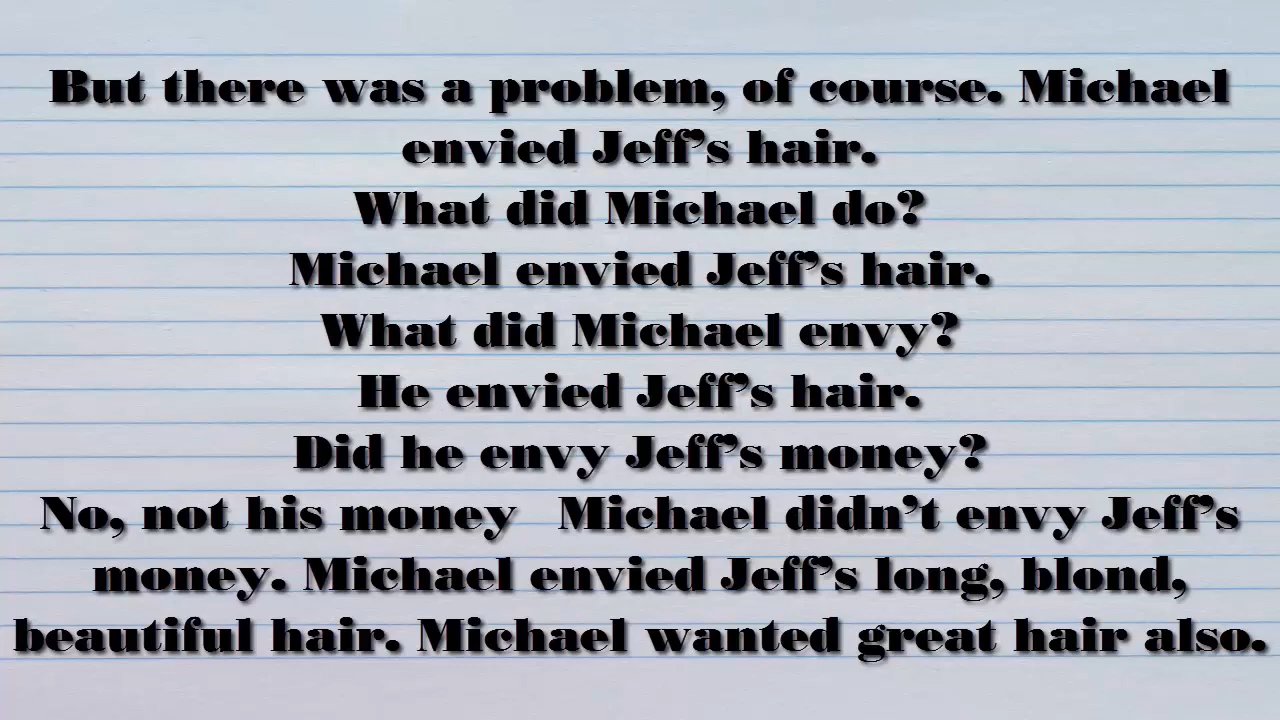 But there was a problem, of course. Michael
envied Jeff’s hair.
What did Michael do?
Michael envied Jeff’s hair.
What did Michael envy?
He envied Jeff’s hair.
Did he envy Jeff’s money?
No, not his money   Michael didn’t envy Jeff’s
money. Michael envied Jeff’s long, blond,
beautiful hair. Michael wanted great hair also.